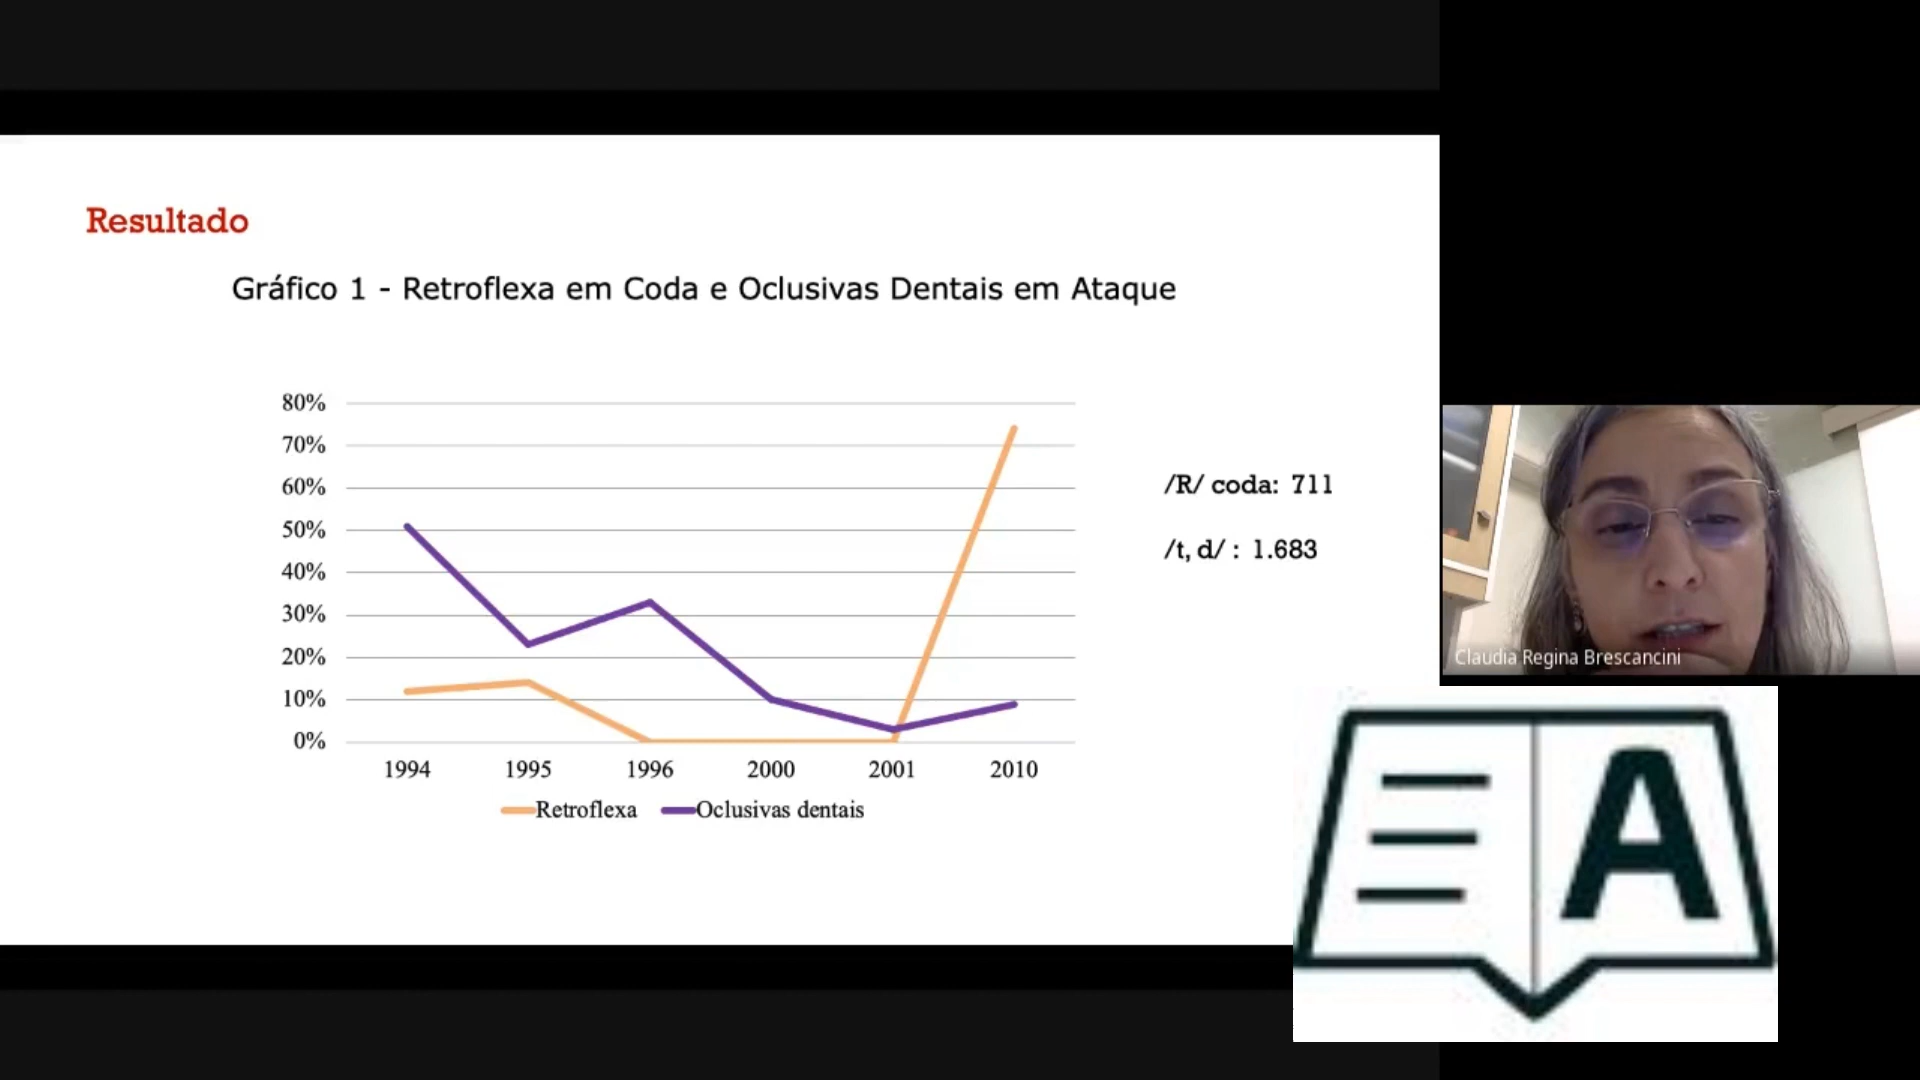 Resultado
Gráfico 1 - Retroflexa em Coda e Oclusivas Dentais em Ataque
80%
70%
60%
50%
40%
30%
20%
10%
0%
1994 1995 1996 2000 2001 2010
Retroflexa Oclusivas dentais
/R/ coda: 711
/t, d/ : 1.683
Claudia Regina Brescancini
A